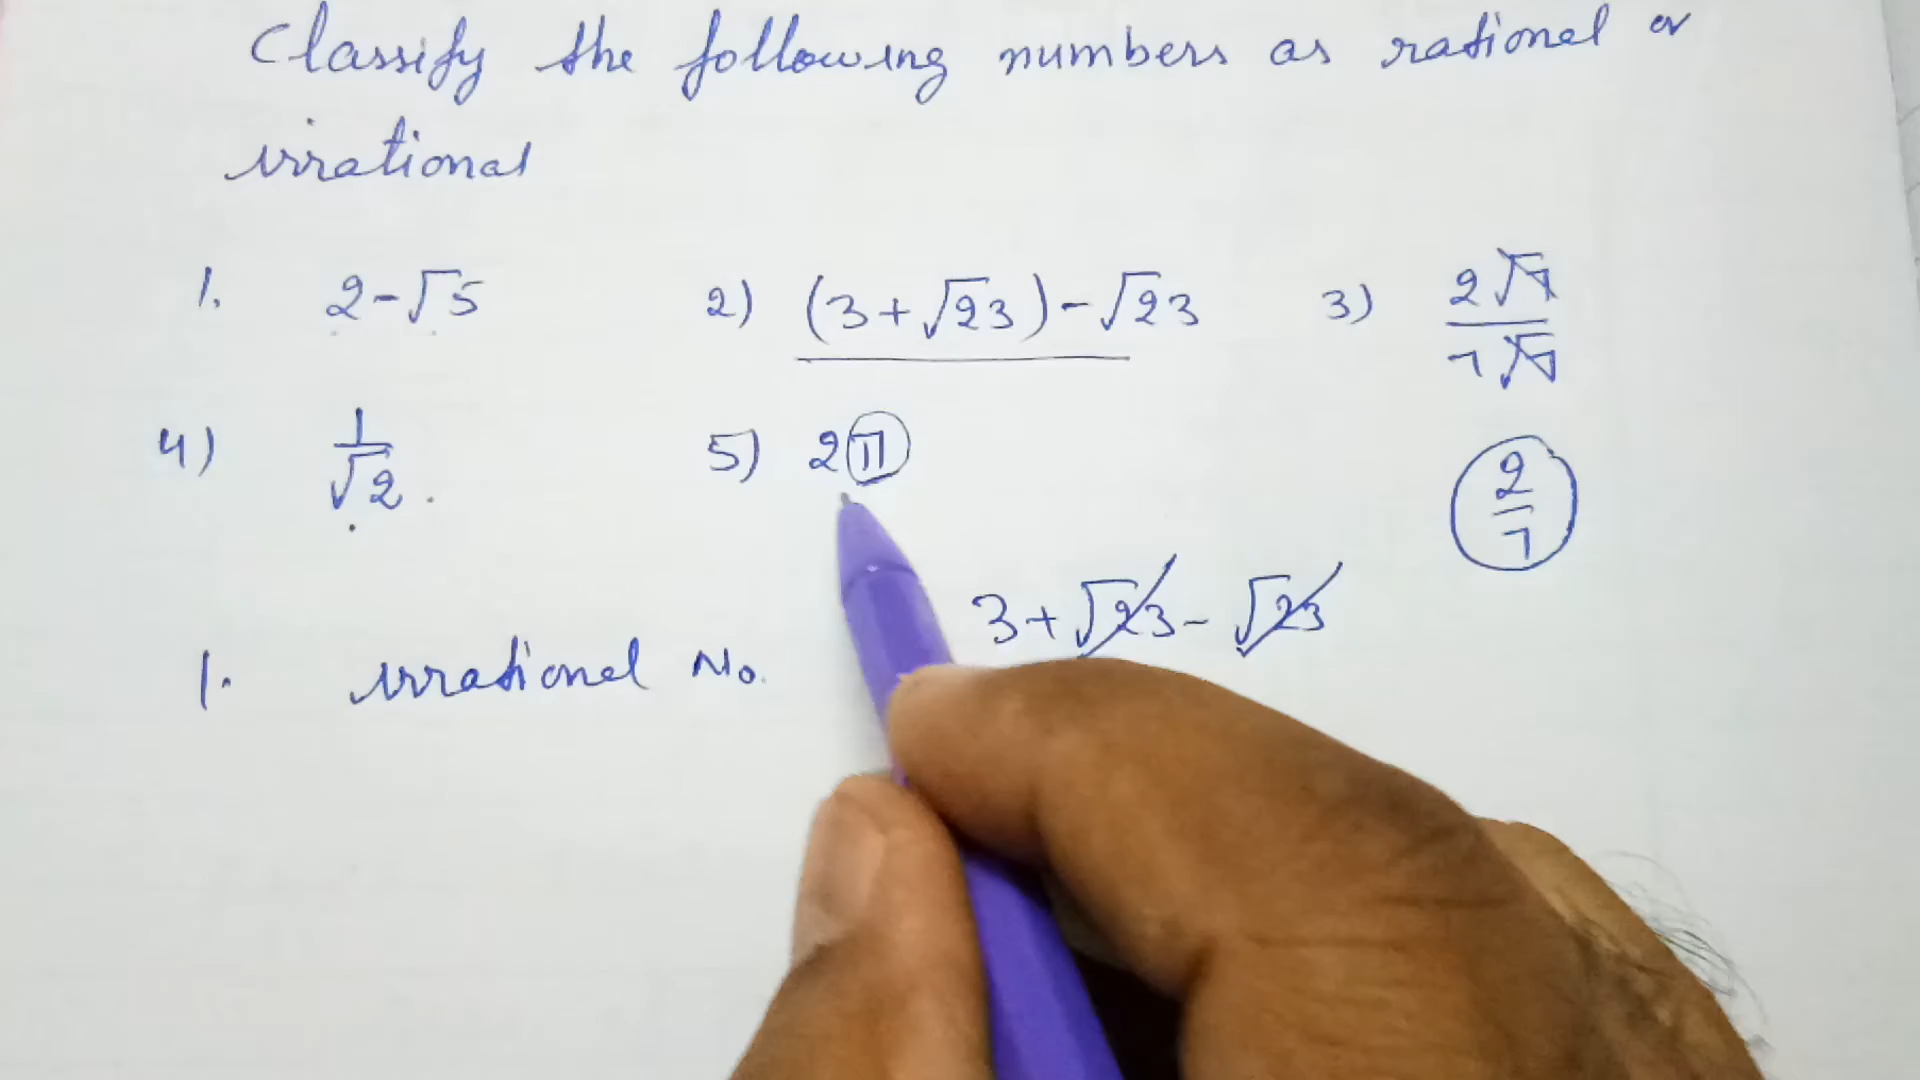 Classify the following numbers as rational or
irrational
1. 2-√5 2) (3+√23)-√23 3) 2√7/7√7
4) 1/√2. 5) 2π 2/7
3+√23-√23
1. irrational No.